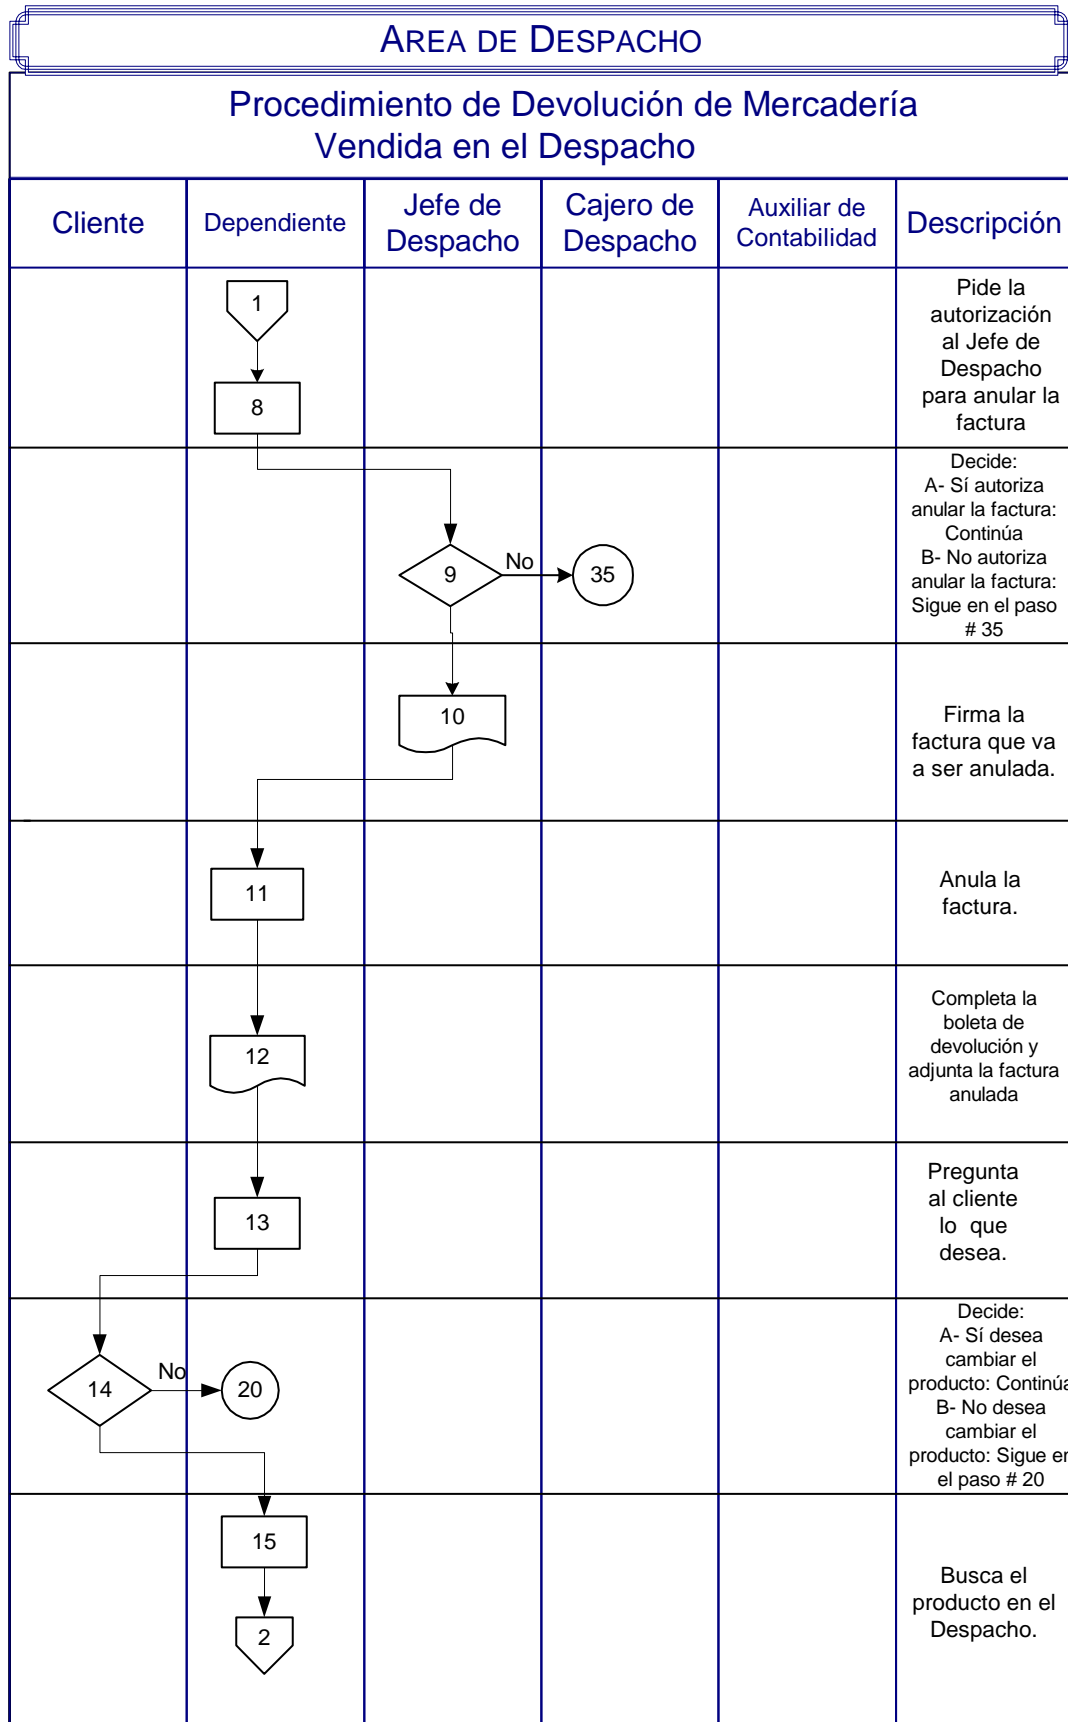 AREA DE DESPACHO
Procedimiento de Devolución de Mercadería
Vendida en el Despacho
Cliente
Dependiente
Jefe de
Despacho
Cajero de
Despacho
Auxiliar de
Contabilidad
Descripción
1
8
Pide la
autorización
al Jefe de
Despacho
para anular la
factura
9
No
35
Decide:
A- Sí autoriza
anular la factura:
Continúa
B- No autoriza
anular la factura:
Sigue en el paso
# 35
10
Firma la
factura que va
a ser anulada.
11
Anula la
factura.
12
Completa la
boleta de
devolución y
adjunta la factura
anulada
13
Pregunta
al cliente
lo que
desea.
14
No
20
Decide:
A- Sí desea
cambiar el
producto: Continúa
B- No desea
cambiar el
producto: Sigue en
el paso # 20
15
2
Busca el
producto en el
Despacho.